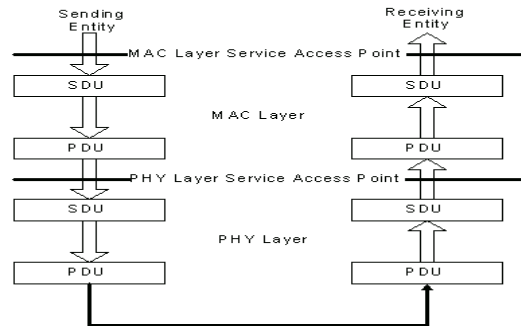 Sending
Entity
Receiving
Entity
MAC Layer Service Access Point
SDU
SDU
MAC Layer
PDU
PDU
PHY Layer Service Access Point
SDU
SDU
PHY Layer
PDU
PDU